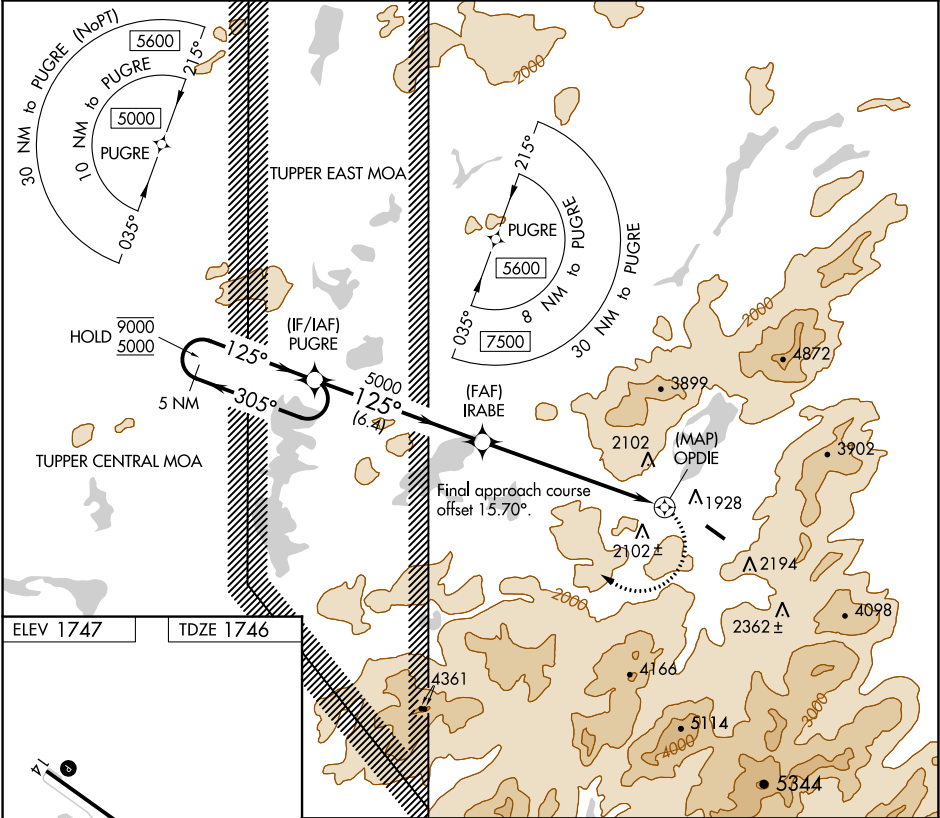 30 NM to PUGRE (NoPT)
5600
215°
10 NM to PUGRE
5000
PUGRE
035°
2000
TUPPER EAST MOA
215°
PUGRE
5600
8 NM to PUGRE
30 NM to PUGRE
035°
7500
2000
4872
3899
HOLD 9000
5000
125°
(IF/IAF)
PUGRE
305°
5 NM
5000
125°
(6.4)
(FAF)
IRABE
2102
(MAP)
OPDIE
3902
TUPPER CENTRAL MOA
Final approach course
offset 15.70°.
1928
2102 ±
2194
2000
2362 ±
4098
ELEV 1747
TDZE 1746
4361
4166
5114
4000
3000
5344
14
P